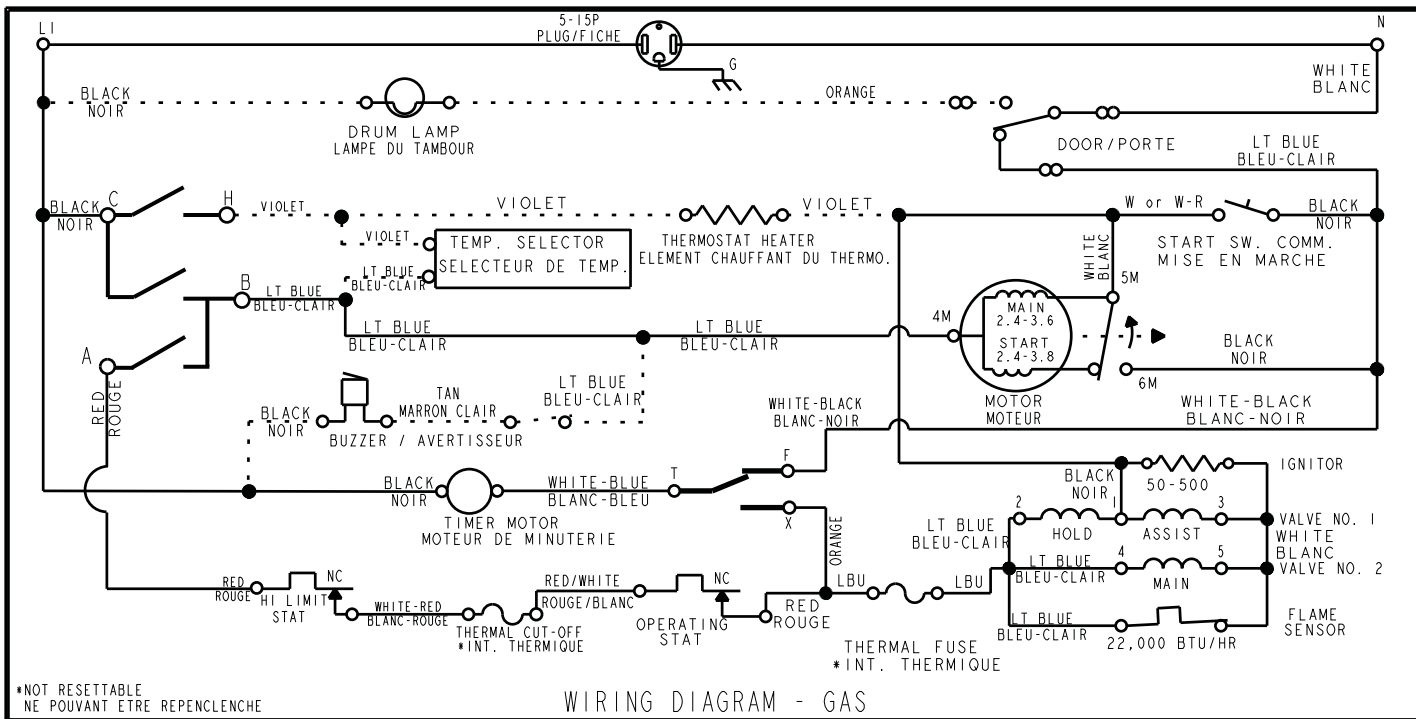 L1
5-15P
PLUG/FICHE
N
G
WHITE
BLANC
BLACK
NOIR
ORANGE
DRUM LAMP
LAMPE DU TAMBOUR
DOOR/PORTE
LT BLUE
BLEU-CLAIR
BLACK
NOIR
C
H
VIOLET
VIOLET
VIOLET
W or W-R
BLACK
NOIR
VIOLET
TEMP. SELECTOR
SELECTEUR DE TEMP.
THERMOSTAT HEATER
ELEMENT CHAUFFANT DU THERMO.
START SW. COMM.
MISE EN MARCHE
WHITE
BLANC
LT BLUE
BLEU-CLAIR
B
LT BLUE
BLEU-CLAIR
5M
4M
MAIN
2.4-3.6
START
2.4-3.8
LT BLUE
BLEU-CLAIR
LT BLUE
BLEU-CLAIR
BLACK
NOIR
A
6M
RED
ROUGE
MOTOR
MOTEUR
BLACK
NOIR
TAN
MARRON CLAIR
LT BLUE
BLEU-CLAIR
BUZZER / AVERTISSEUR
WHITE-BLACK
BLANC-NOIR
WHITE-BLACK
BLANC-NOIR
F
T
BLACK
NOIR
WHITE-BLUE
BLANC-BLEU
TIMER MOTOR
MOTEUR DE MINUTERIE
X
ORANGE
BLACK
NOIR
50-500
IGNITOR
2
1
3
HOLD
ASSIST
VALVE NO. 1
WHITE
BLANC
VALVE NO. 2
LT BLUE
BLEU-CLAIR
LT BLUE
BLEU-CLAIR
4
5
MAIN
RED
ROUGE
HI LIMIT
STAT
NC
WHITE-RED
BLANC-ROUGE
THERMAL CUT-OFF
*INT. THERMIQUE
RED/WHITE
ROUGE/BLANC
OPERATING
STAT
NC
RED
ROUGE
LBU
LBU
THERMAL FUSE
*INT. THERMIQUE
LT BLUE
BLEU-CLAIR
22,000 BTU/HR
FLAME
SENSOR
*NOT RESETTABLE
NE POUVANT ETRE REPENCLENCHE
WIRING DIAGRAM - GAS